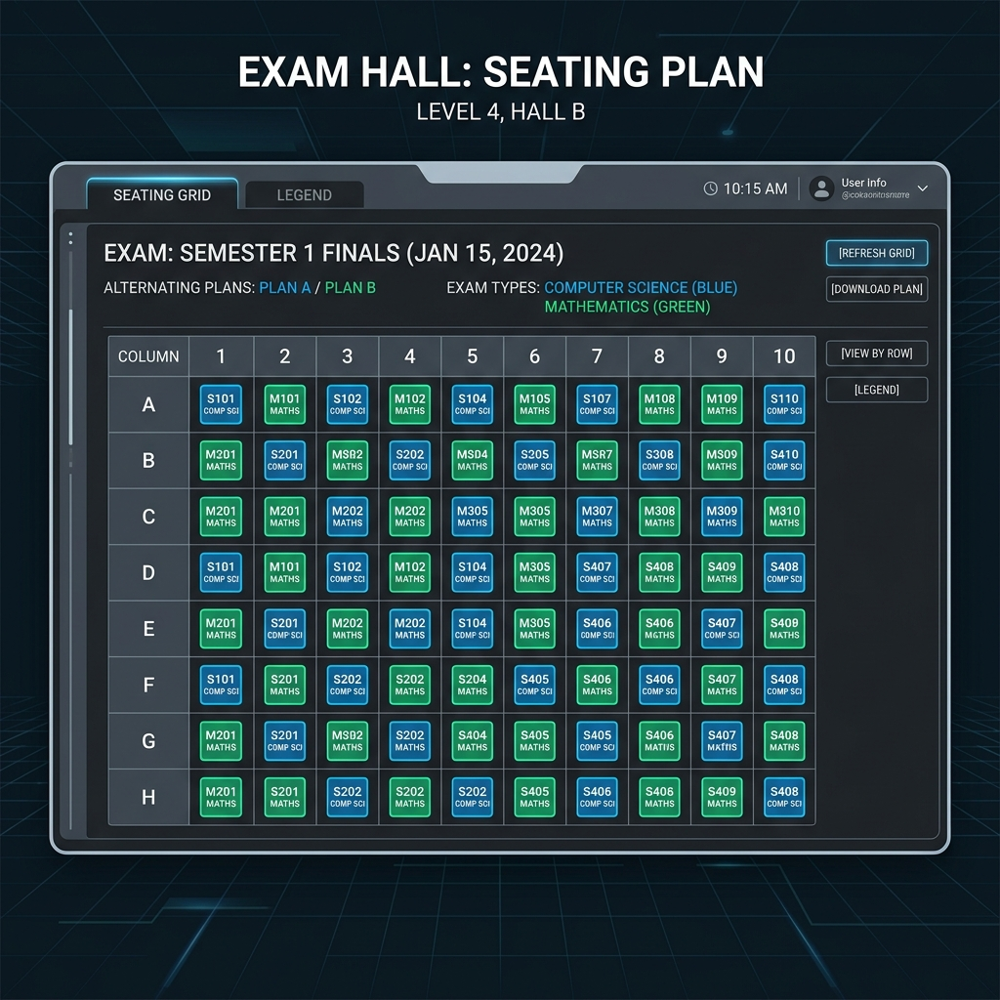 EXAM HALL: SEATING PLAN
LEVEL 4, HALL B
SEATING GRID LEGEND 10:15 AM User Info
EXAM: SEMESTER 1 FINALS (JAN 15, 2024) [REFRESH GRID]
ALTERNATING PLANS: PLAN A / PLAN B EXAM TYPES: COMPUTER SCIENCE (BLUE) [DOWNLOAD PLAN]
MATHEMATICS (GREEN)
COLUMN 1 2 3 4 5 6 7 8 9 10 [VIEW BY ROW]
[LEGEND]
A S101 M101 S102 M102 S104 M105 S107 M108 M109 S110
COMP SCI MATHS COMP SCI MATHS COMP SCI MATHS COMP SCI MATHS MATHS COMP SCI
B M201 S201 S202 S205 S308 S410
MATHS COMP SCI MATHS COMP SCI MATHS COMP SCI MATHS COMP SCI MATHS COMP SCI
C M201 M201 M202 M202 M305 M305 M307 M308 M309 M310
MATHS MATHS MATHS MATHS MATHS MATHS MATHS MATHS MATHS MATHS
D S101 M101 S102 M102 S104 M305 S407 S408 S409 S408
COMP SCI MATHS COMP SCI MATHS COMP SCI MATHS COMP SCI MATHS MATHS COMP SCI
E M201 S201 M202 M202 S104 M305 S406 S406 S407
MATHS COMP SCI MATHS MATHS COMP SCI MATHS COMP SCI COMP SCI MATHS
F S101 S201 S202 S202 S204 S405 S406 S406 S407 S408
COMP SCI MATHS COMP SCI MATHS MATHS COMP SCI MATHS COMP SCI MATHS COMP SCI
G M201 S201 S202 S404 S405 S405 S406 S407 S408
MATHS COMP SCI MATHS COMP SCI MATHS MATHS COMP SCI MATHS
H M201 S201 S202 S202 S202 S405 S406 S406 S409 S408
MATHS MATHS COMP SCI MATHS COMP SCI MATHS COMP SCI MATHS MATHS COMP SCI